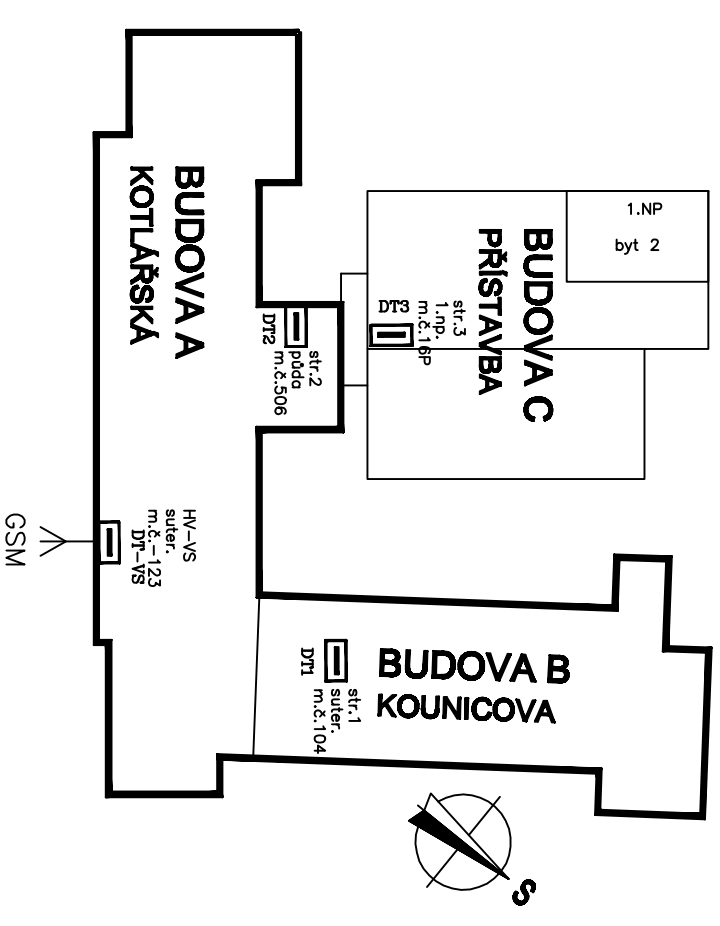 BUDOVA A
KOTLÁŘSKÁ
BUDOVA C
PŘÍSTAVBA
1.NP
byt 2
DT3
str.3
1.np.
m.č.16P
DT2
str.2
půda
m.č.506
HV-VS
suter.
m.č.-123
DT-VS
GSM
BUDOVA B
KOUNICOVA
DT1
str.1
suter.
m.č.104
S